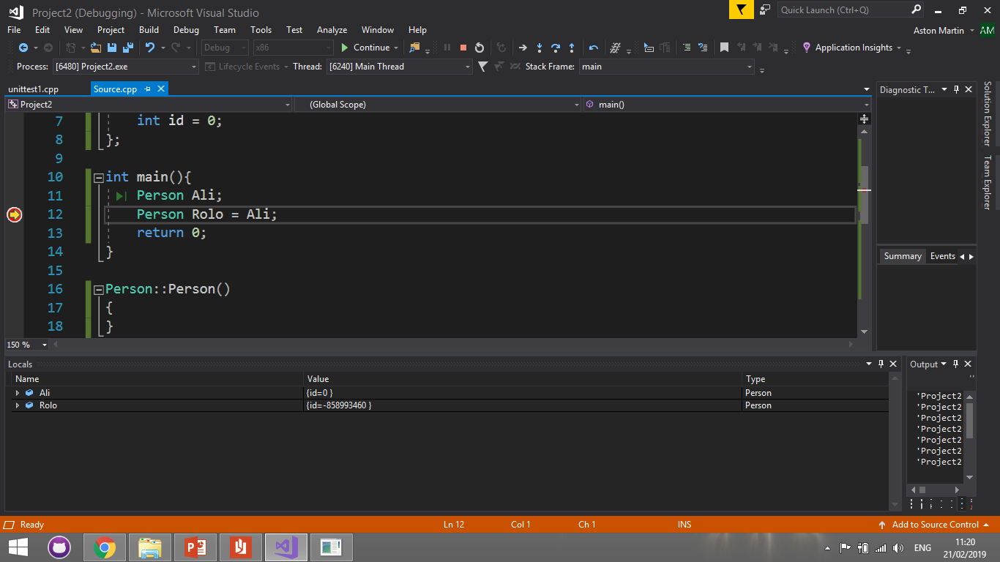 Project2 (Debugging) - Microsoft Visual Studio
Quick Launch (Ctrl+Q)
File Edit View Project Build Debug Team Tools Test Analyze Window Help
Aston Martin AM
Debug x86 Continue Application Insights
Process: [6480] Project2.exe Lifecycle Events Thread: [6240] Main Thread Stack Frame: main
unittest1.cpp Source.cpp
Project2 (Global Scope) main()
7 int id = 0;
8 };
9
10 int main(){
11 Person Ali;
12 Person Rolo = Ali;
13 return 0;
14 }
15
16 Person::Person()
17 {
18 }
150 %
Diagnostic T...
Summary Events
Solution Explorer
Team Explorer
Locals
Name Value Type
Ali {id=0 } Person
Rolo {id=-858993460 } Person
Output
'Project2
'Project2
'Project2
'Project2
'Project2
'Project2
'Project2
Ready Ln 12 Col 1 Ch 1 INS Add to Source Control
ENG
11:20
21/02/2019